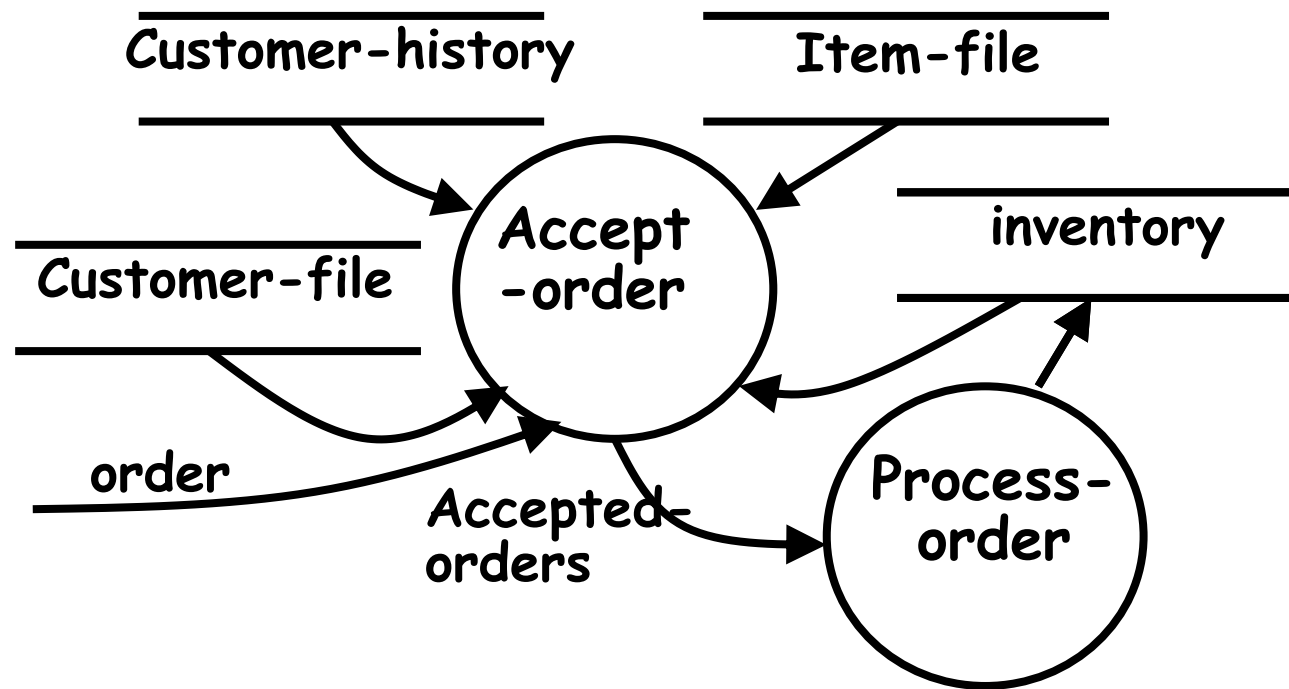 Customer-history
Item-file
Accept
-order
inventory
Customer-file
order
Accepted-
orders
Process-
order